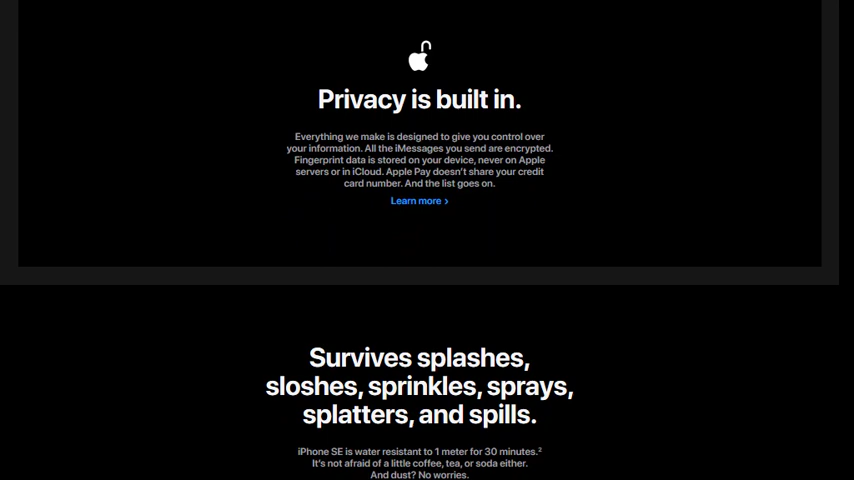 Privacy is built in.
Everything we make is designed to give you control over
your information. All the iMessages you send are encrypted.
Fingerprint data is stored on your device, never on Apple
servers or in iCloud. Apple Pay doesn’t share your credit
card number. And the list goes on.
Learn more ›
Survives splashes,
sloshes, sprinkles, sprays,
splatters, and spills.
iPhone SE is water resistant to 1 meter for 30 minutes.²
It’s not afraid of a little coffee, tea, or soda either.
And dust? No worries.